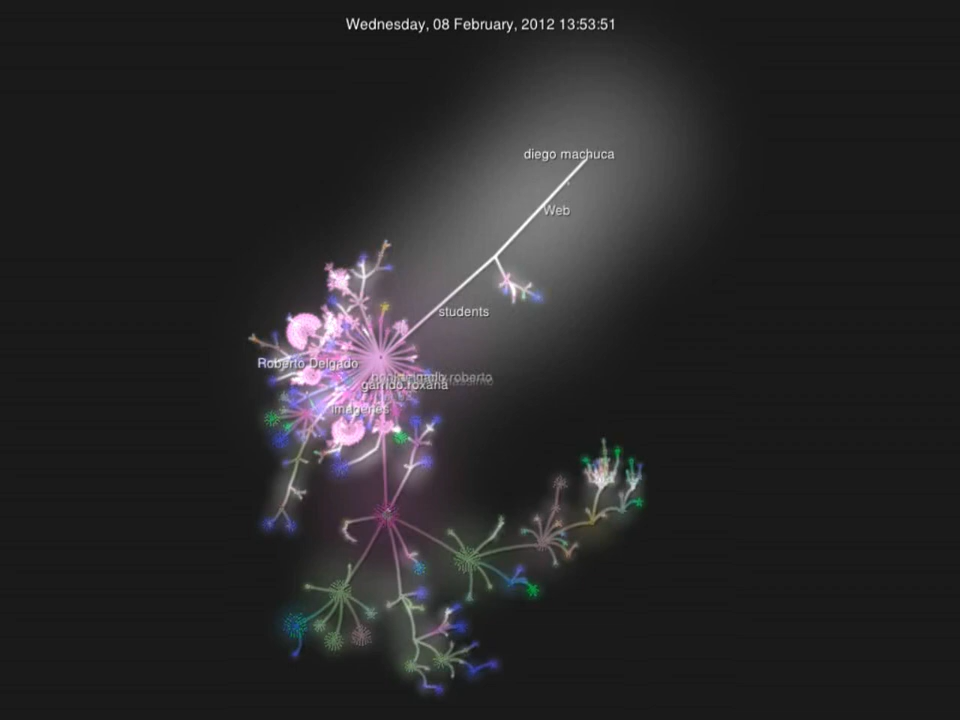 Wednesday, 08 February, 2012 13:53:51
diego machuca
Web
students
Roberto Delgado
garrido.roxana
imagenes